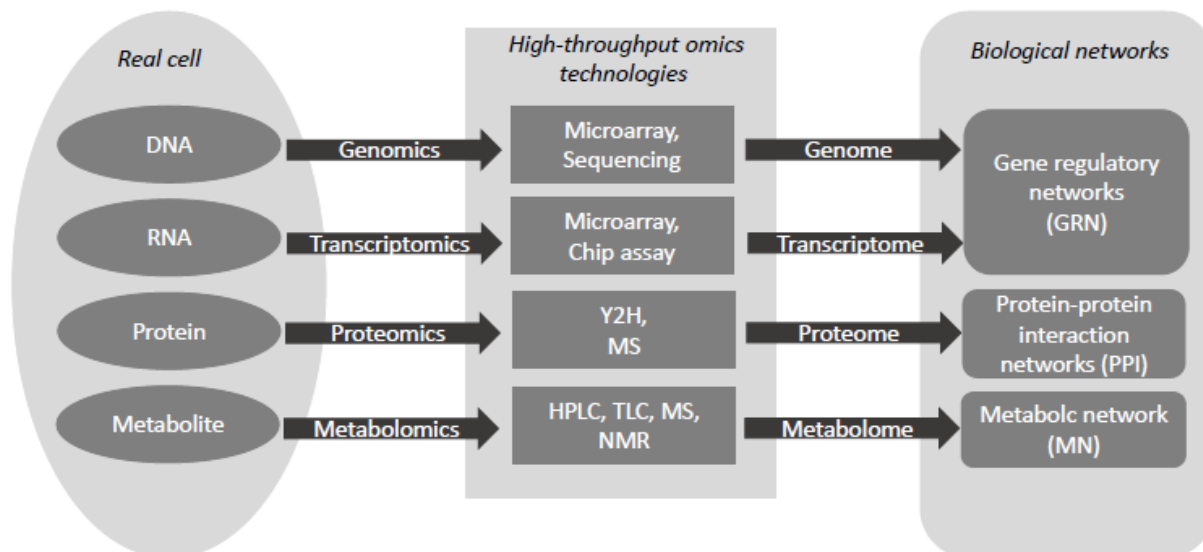 Real cell
High-throughput omics
technologies
Biological networks
DNA
Genomics
Microarray,
Sequencing
Genome
Gene regulatory
networks
(GRN)
RNA
Transcriptomics
Microarray,
Chip assay
Transcriptome
Protein
Proteomics
Y2H,
MS
Proteome
Protein-protein
interaction
networks (PPI)
Metabolite
Metabolomics
HPLC, TLC, MS,
NMR
Metabolome
Metabolc network
(MN)